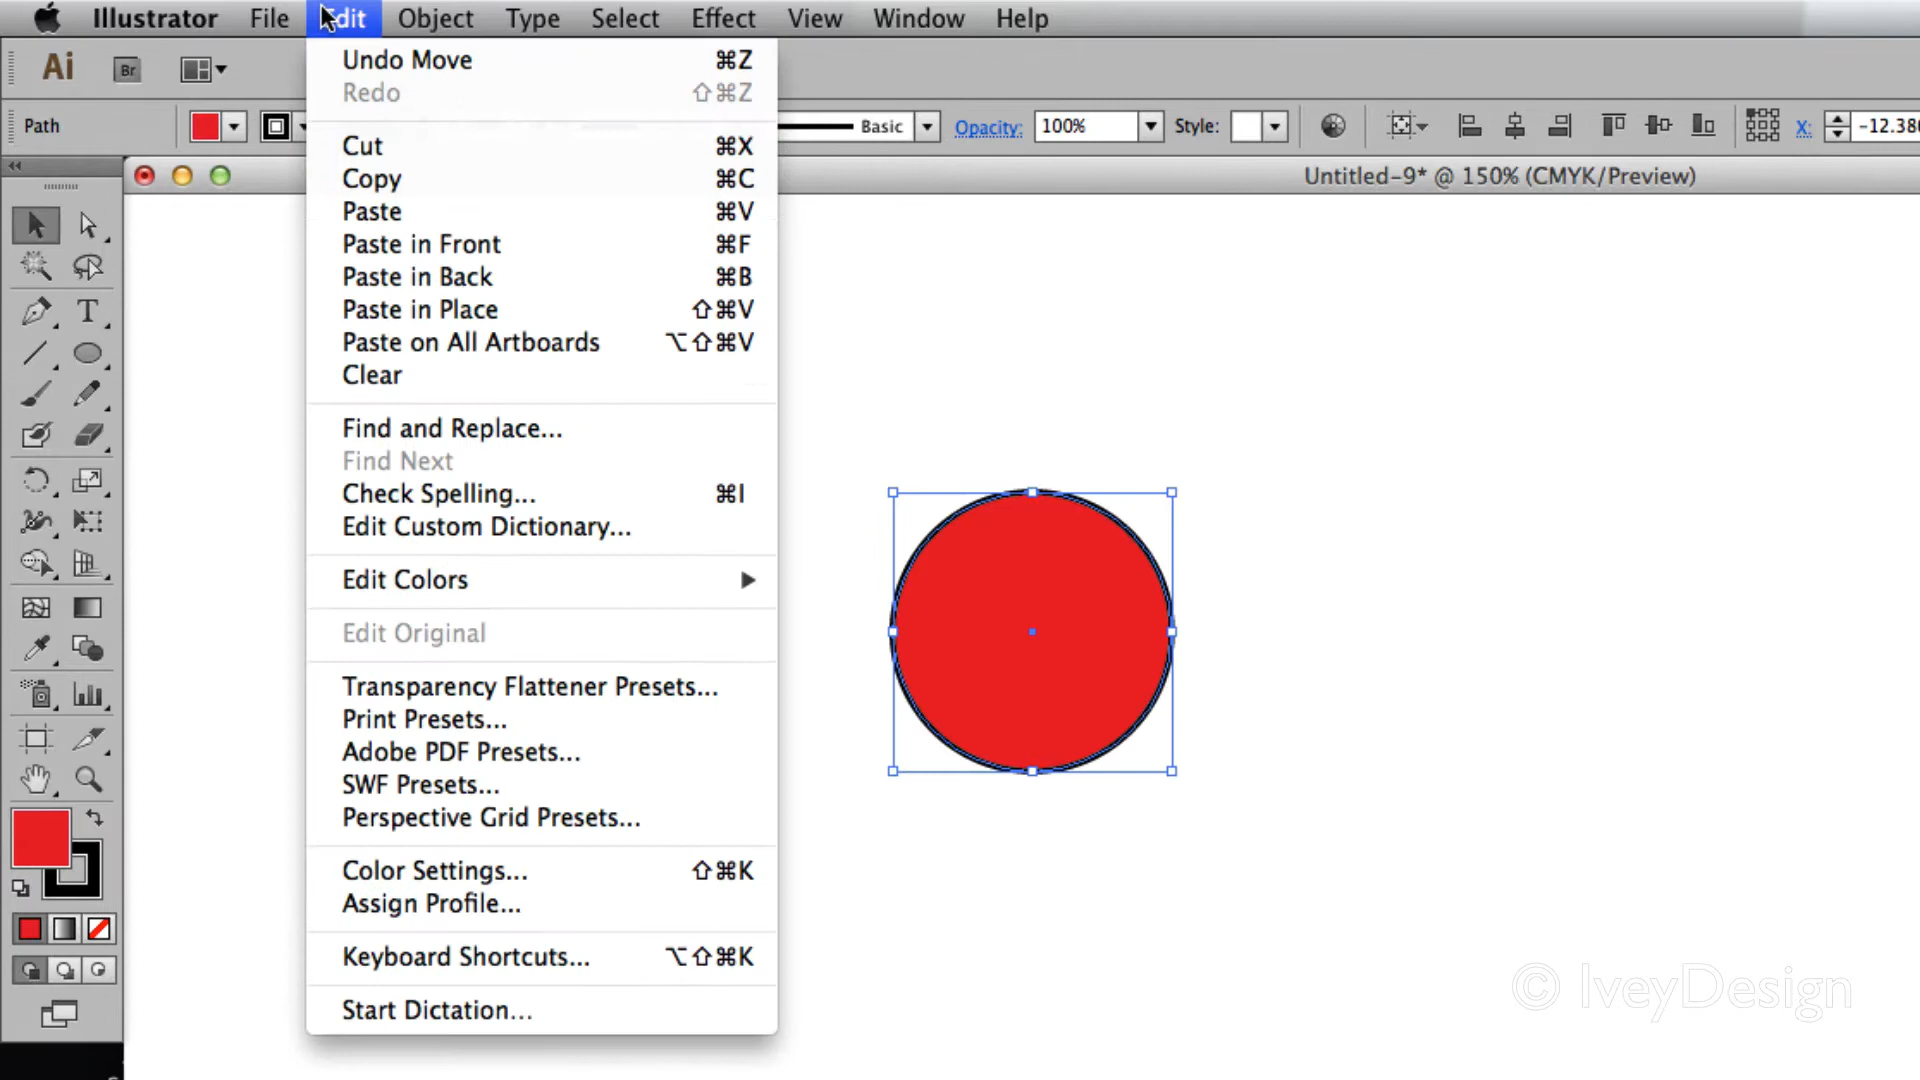 Illustrator File Edit Object Type Select Effect View Window Help
Ai Br
Path Basic Opacity: 100% Style: X:
Untitled-9* @ 150% (CMYK/Preview)
Undo Move ⌘Z
Redo ⇧⌘Z
Cut ⌘X
Copy ⌘C
Paste ⌘V
Paste in Front ⌘F
Paste in Back ⌘B
Paste in Place ⇧⌘V
Paste on All Artboards ⌥⇧⌘V
Clear
Find and Replace...
Find Next
Check Spelling... ⌘I
Edit Custom Dictionary...
Edit Colors
Edit Original
Transparency Flattener Presets...
Print Presets...
Adobe PDF Presets...
SWF Presets...
Perspective Grid Presets...
Color Settings... ⇧⌘K
Assign Profile...
Keyboard Shortcuts... ⌥⇧⌘K
Start Dictation...
© IveyDesign